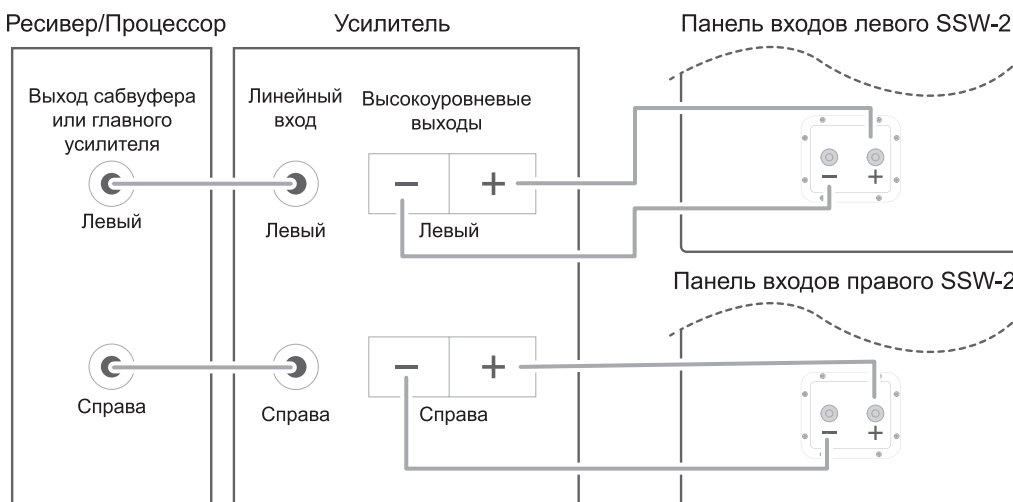 Ресивер/Процессор
Усилитель
Панель входов левого SSW-2
Выход сабвуфера
или главного
усилителя
Линейный
вход
Высокоуровневые
выходы
− +
− +
Левый
Левый
Левый
Панель входов правого SSW-2
− +
Справа
Справа
Справа
− +